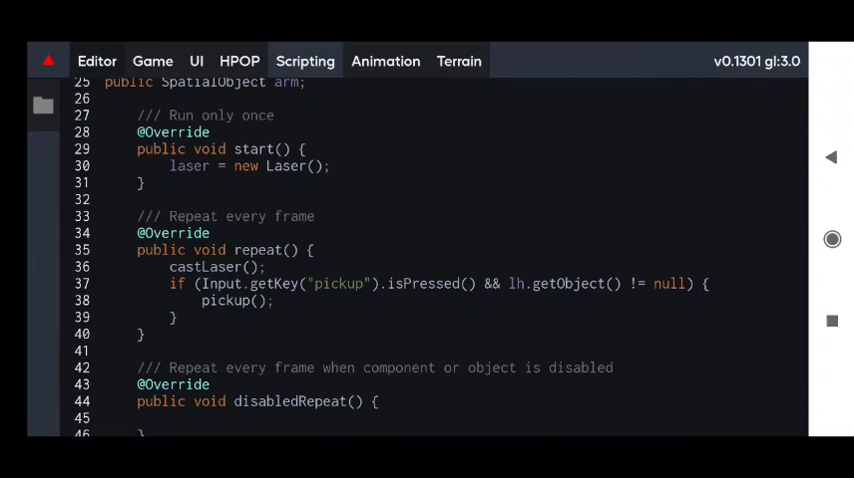 Editor Game UI HPOP Scripting Animation Terrain v0.1301 gl:3.0
25 public SpatialObject arm;
26
27 /// Run only once
28 @Override
29 public void start() {
30 laser = new Laser();
31 }
32
33 /// Repeat every frame
34 @Override
35 public void repeat() {
36 castLaser();
37 if (Input.getKey("pickup").isPressed() && lh.getObject() != null) {
38 pickup();
39 }
40 }
41
42 /// Repeat every frame when component or object is disabled
43 @Override
44 public void disabledRepeat() {
45
46 }